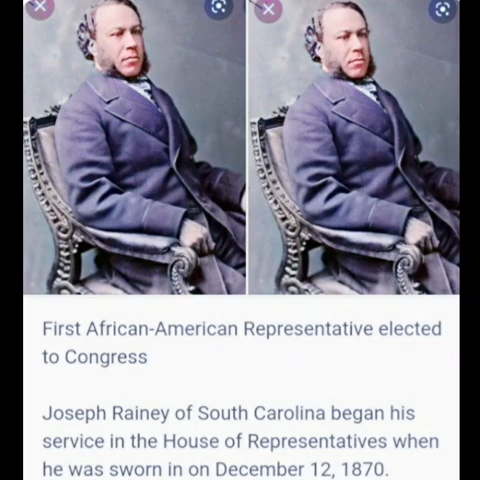 First African-American Representative elected
to Congress
Joseph Rainey of South Carolina began his
service in the House of Representatives when
he was sworn in on December 12, 1870.